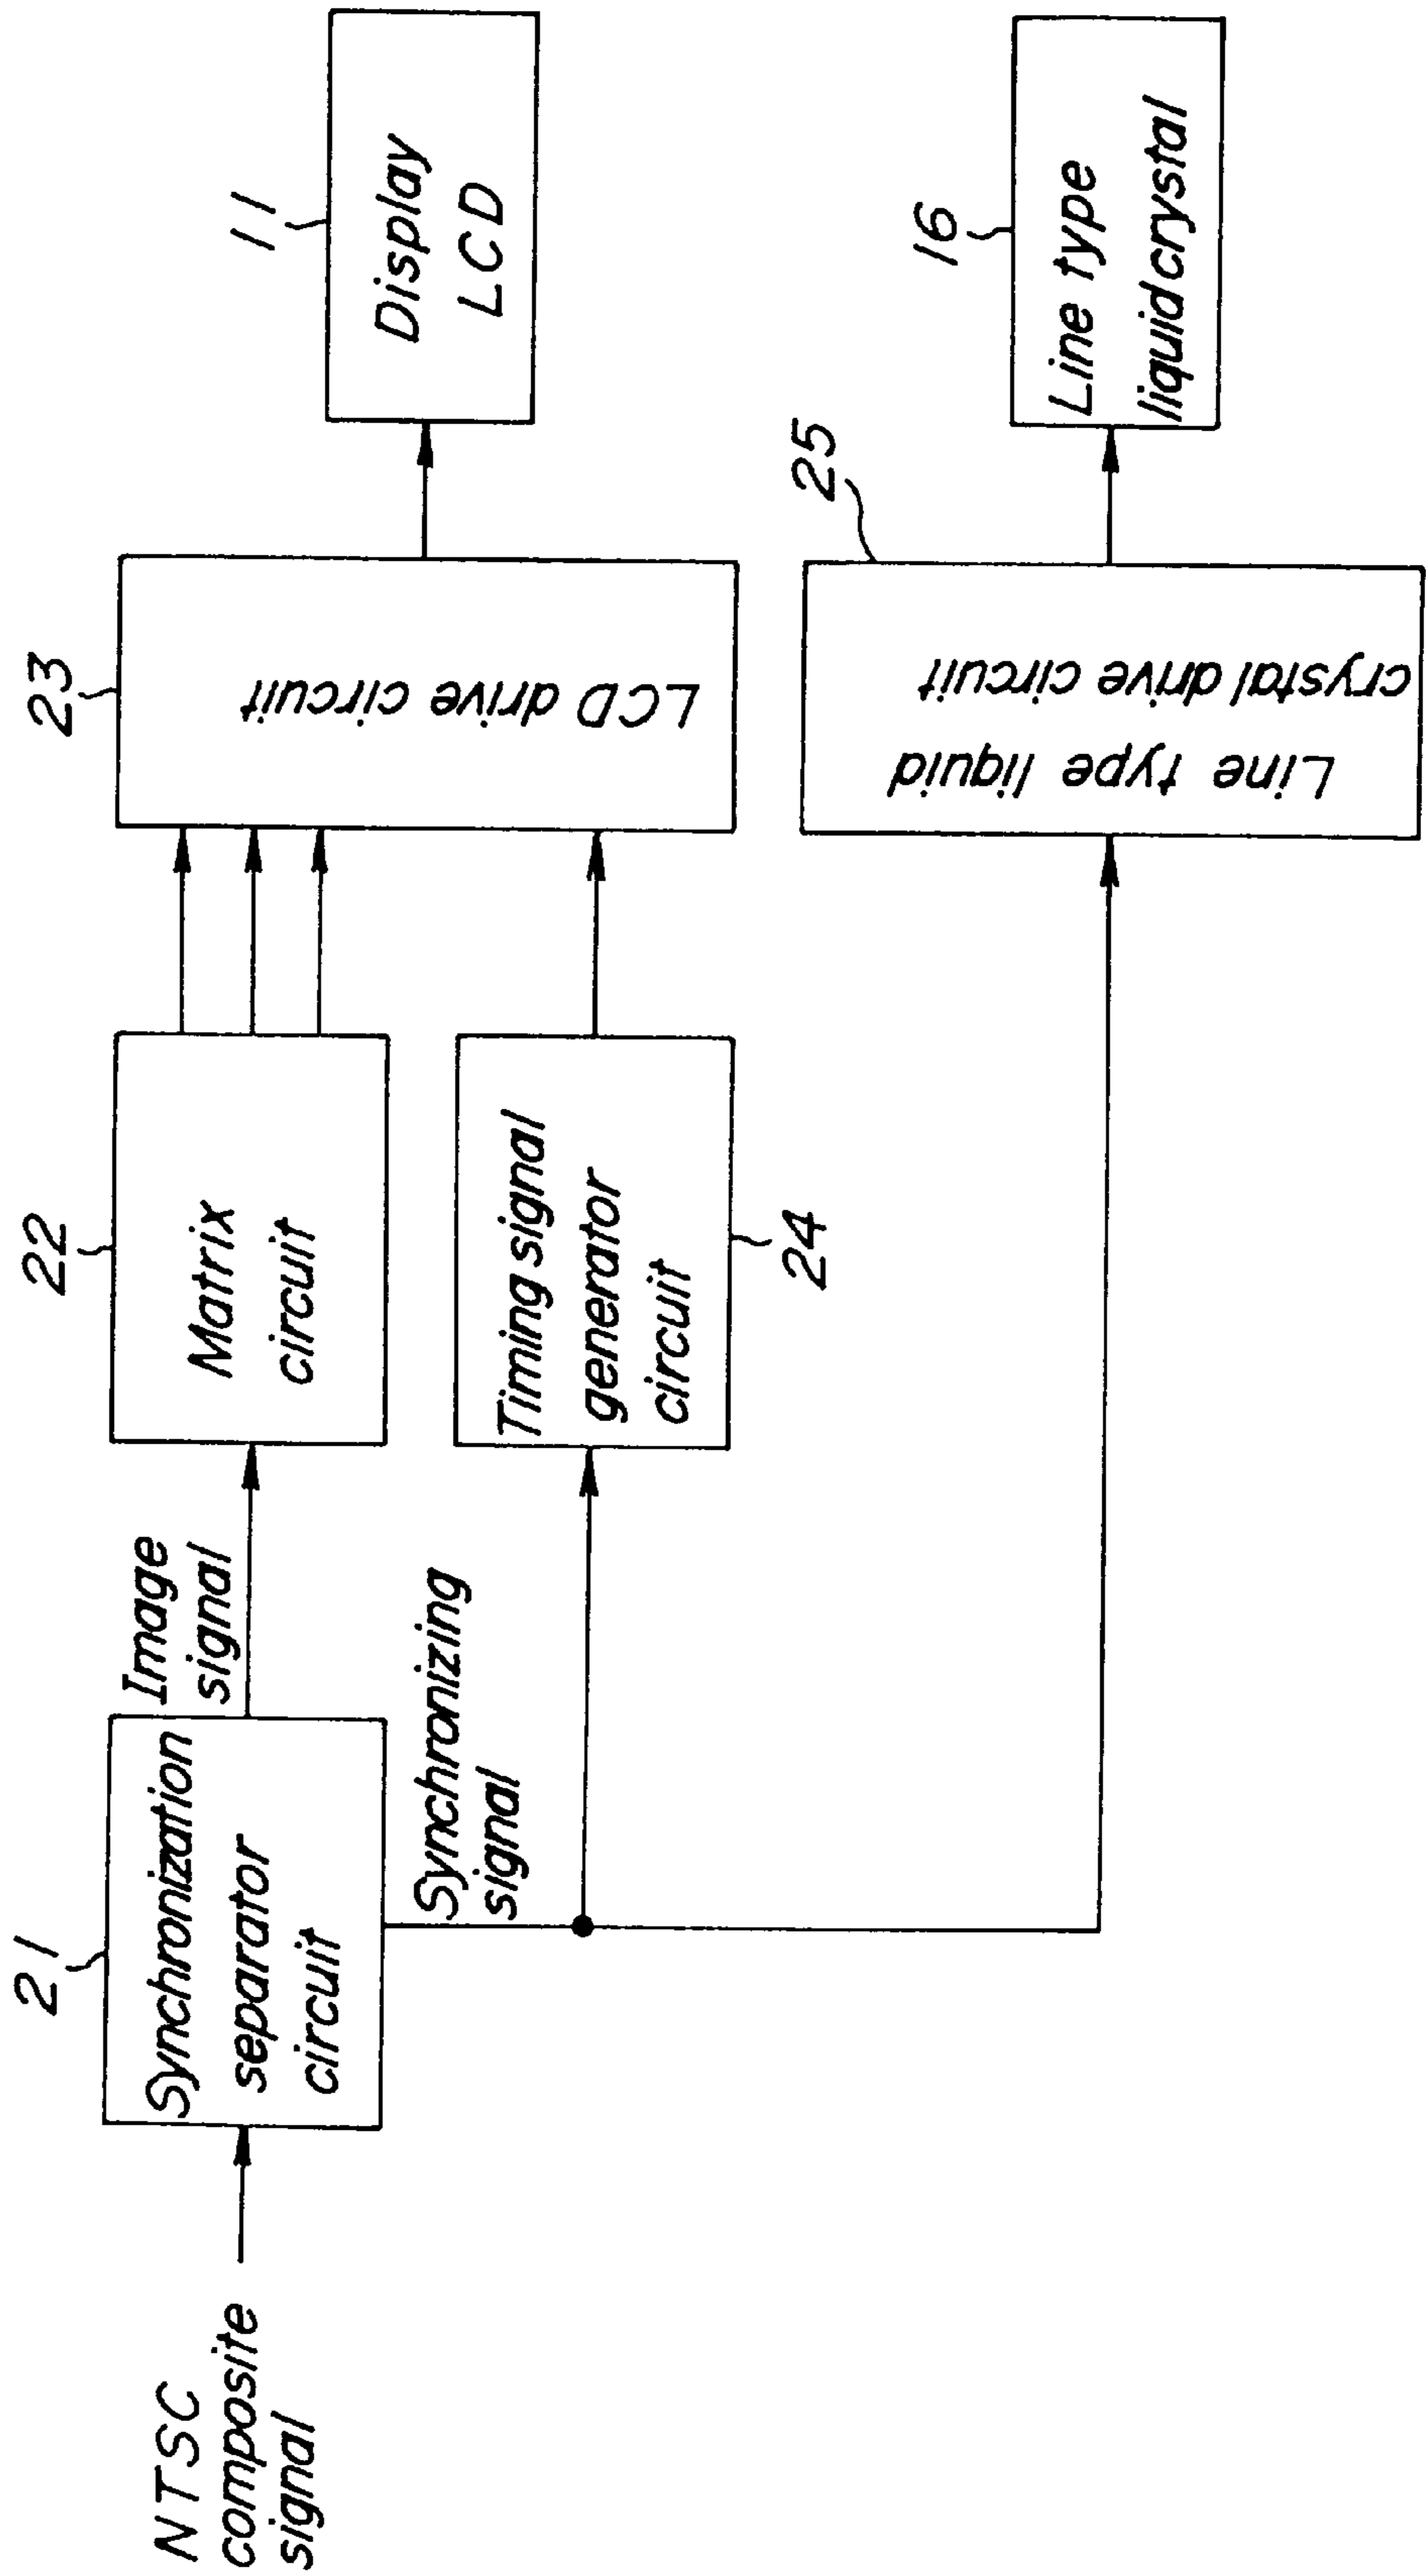 NTSC
composite
signal
21
Synchronization
separator
circuit
Image
signal
Synchronizing
signal
22
Matrix
circuit
Timing signal
generator
circuit
24
23
LCD drive circuit
25
Line type liquid
crystal drive circuit
11
Display
LCD
16
Line type
liquid crystal